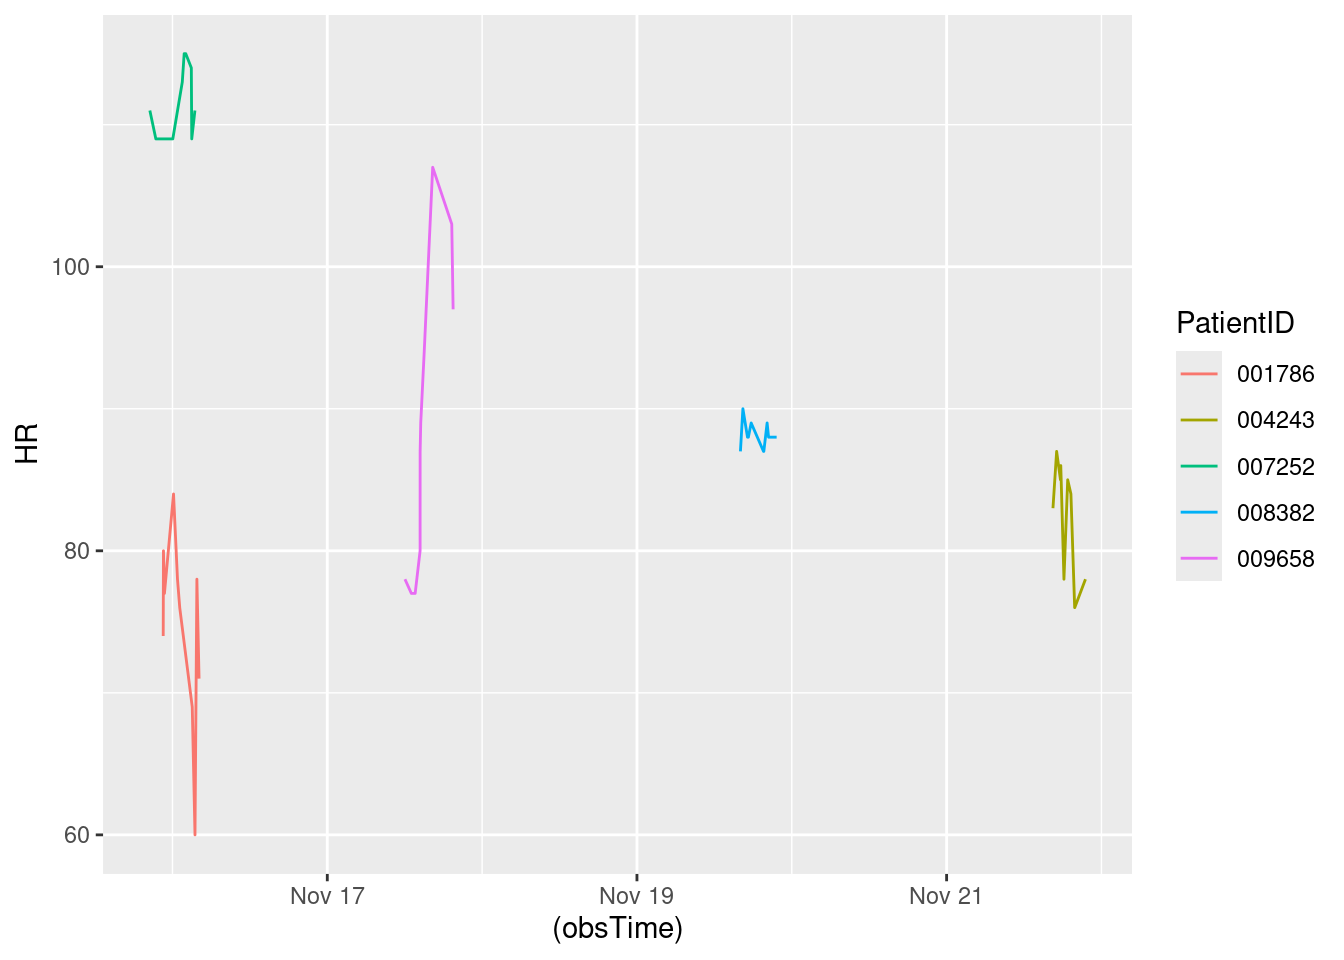 HR
100
80
60
Nov 17
Nov 19
Nov 21
(obsTime)
PatientID
001786
004243
007252
008382
009658